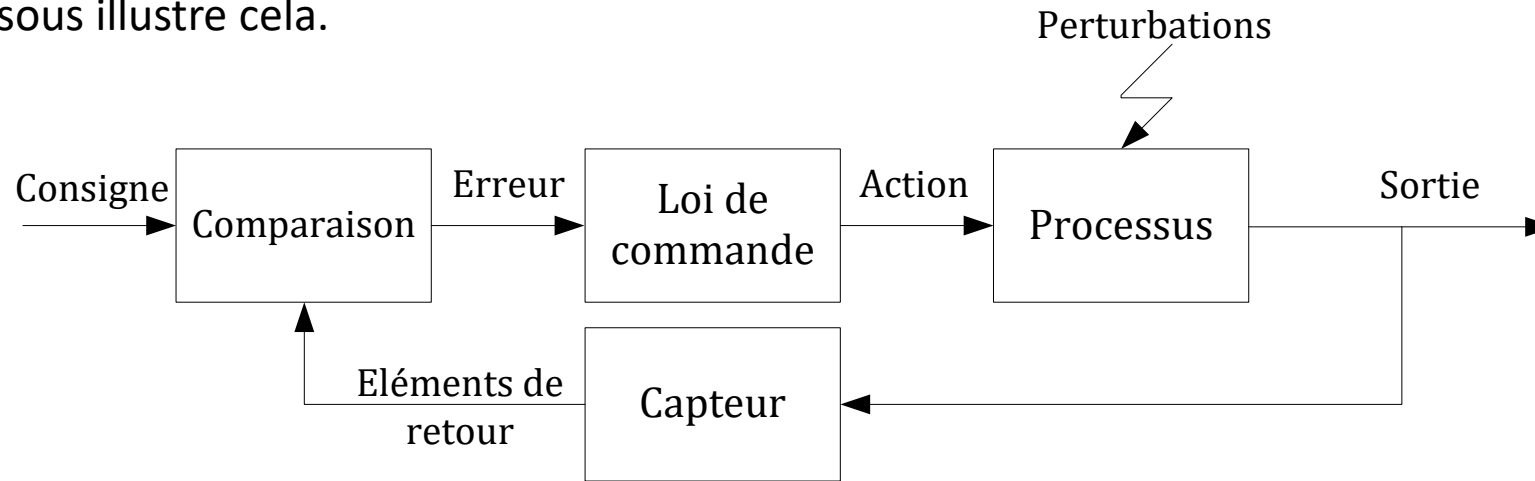 sous illustre cela.
Perturbations
Consigne
Comparaison
Erreur
Loi de
commande
Action
Processus
Sortie
Eléments de
retour
Capteur